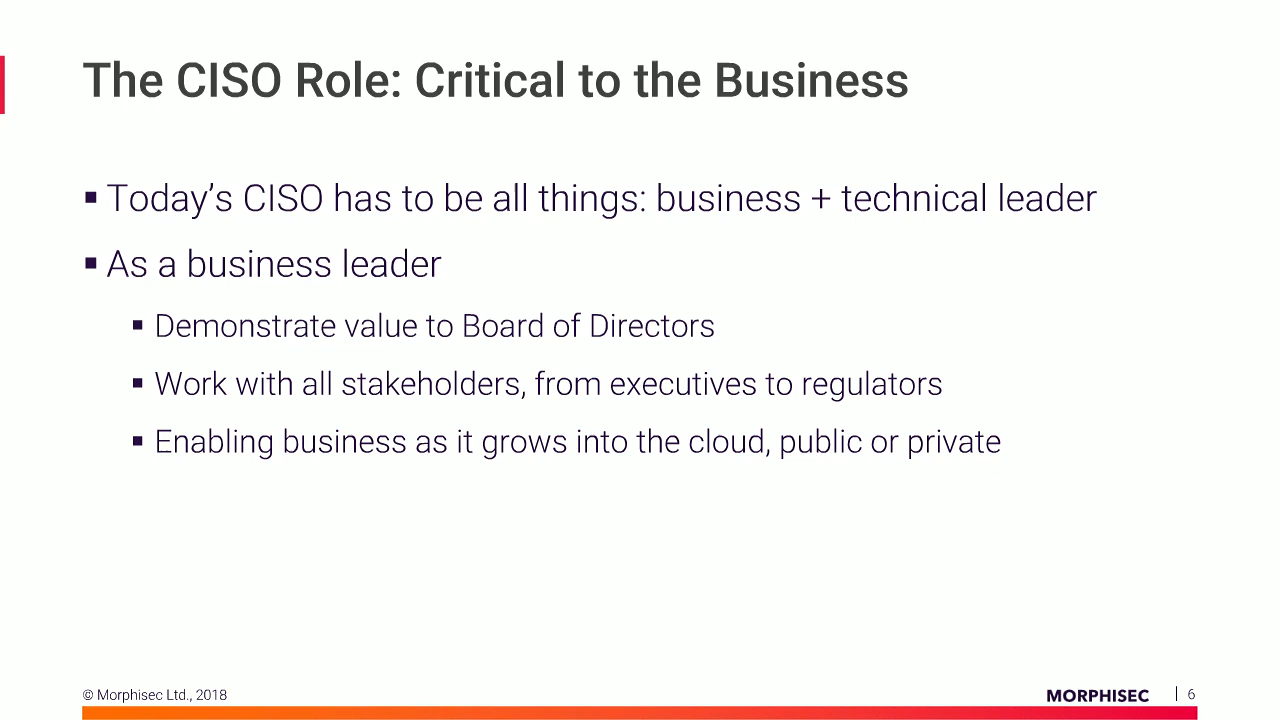 The CISO Role: Critical to the Business
▪ Today’s CISO has to be all things: business + technical leader
▪ As a business leader
▪ Demonstrate value to Board of Directors
▪ Work with all stakeholders, from executives to regulators
▪ Enabling business as it grows into the cloud, public or private
© Morphisec Ltd., 2018
MORPHISEC | 6